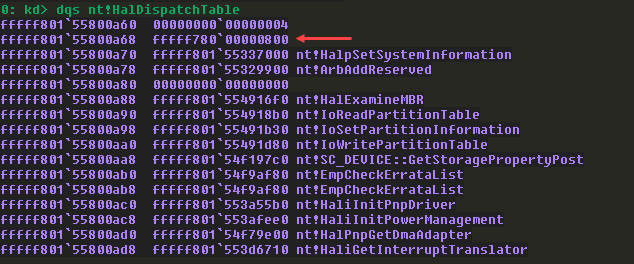 0: kd> dqs nt!HalDispatchTable
fffff801`55800a60  00000000`00000004
fffff801`55800a68  fffff780`00000800
fffff801`55800a70  fffff801`55337000 nt!HalpSetSystemInformation
fffff801`55800a78  fffff801`55329900 nt!ArbAddReserved
fffff801`55800a80  00000000`00000000
fffff801`55800a88  fffff801`554916f0 nt!HalExamineMBR
fffff801`55800a90  fffff801`554918b0 nt!IoReadPartitionTable
fffff801`55800a98  fffff801`55491b30 nt!IoSetPartitionInformation
fffff801`55800aa0  fffff801`55491d80 nt!IoWritePartitionTable
fffff801`55800aa8  fffff801`54f197c0 nt!SC_DEVICE::GetStoragePropertyPost
fffff801`55800ab0  fffff801`54f9af80 nt!EmpCheckErrataList
fffff801`55800ab8  fffff801`54f9af80 nt!EmpCheckErrataList
fffff801`55800ac0  fffff801`553a55b0 nt!HaliInitPnpDriver
fffff801`55800ac8  fffff801`553afee0 nt!HaliInitPowerManagement
fffff801`55800ad0  fffff801`54f79e00 nt!HalPnpGetDmaAdapter
fffff801`55800ad8  fffff801`553d6710 nt!HaliGetInterruptTranslator